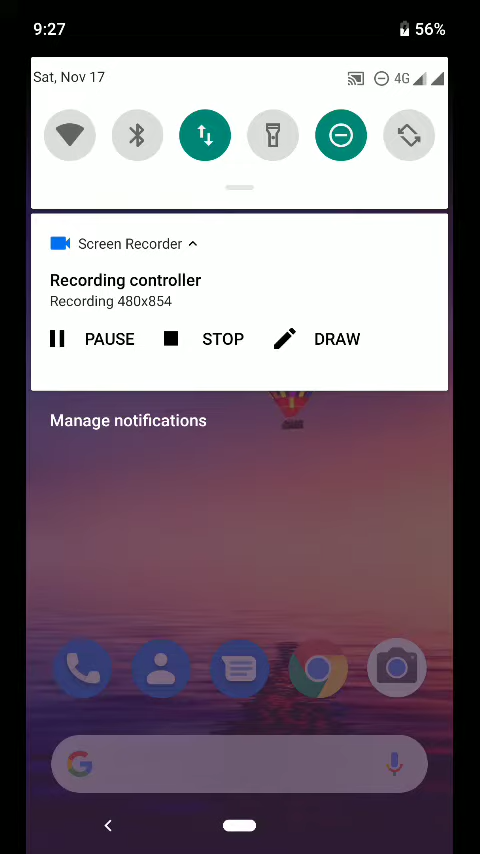 9:27
56%
Sat, Nov 17
4G
Screen Recorder
Recording controller
Recording 480x854
PAUSE STOP DRAW
Manage notifications